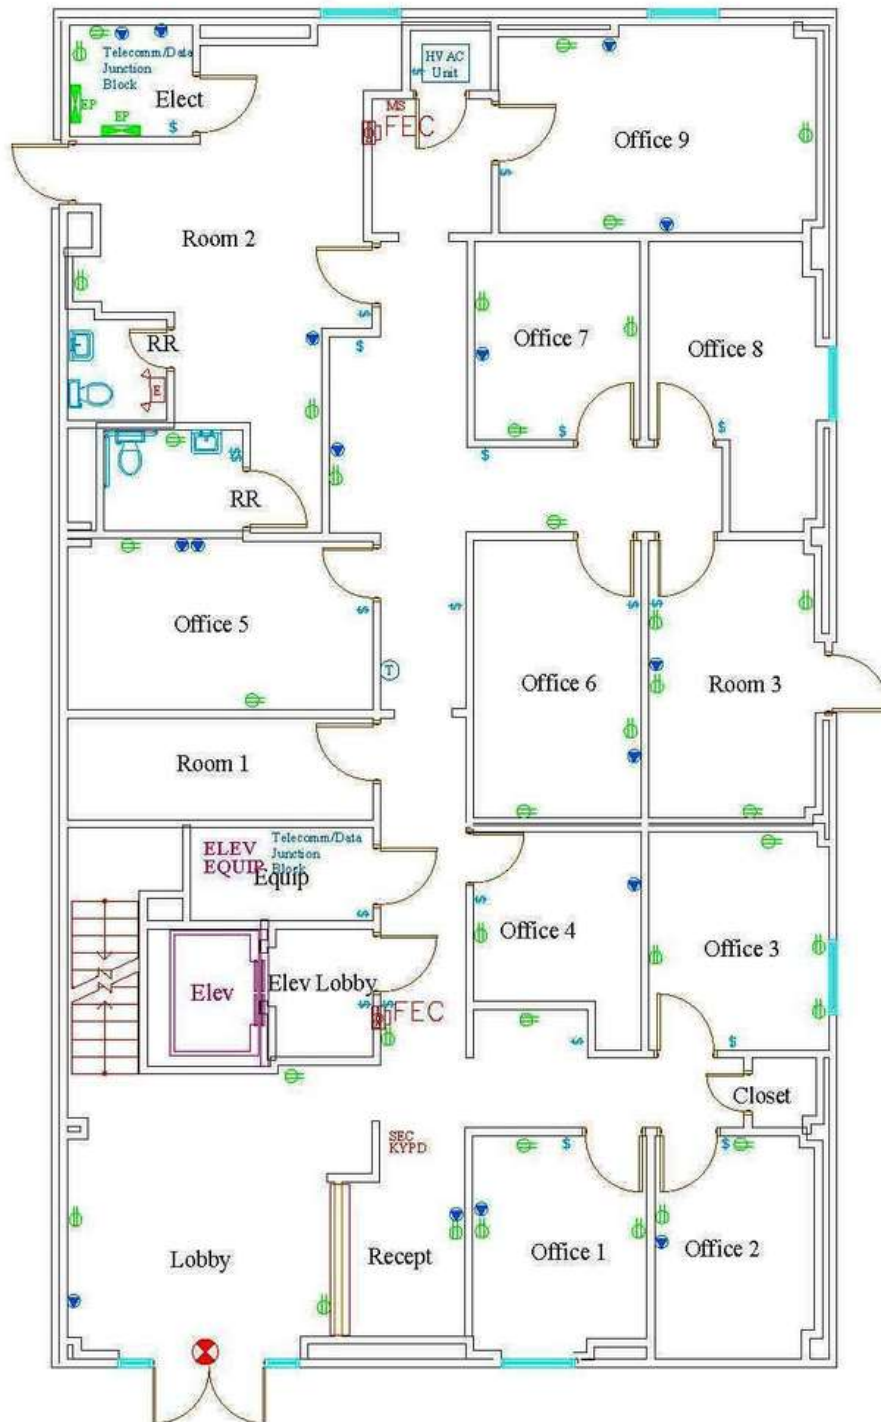 Telecomm/Data
Junction
Block
HVAC
Unit
EP
Elect
EP
$
MS
FEC
$
Office 9
$
Room 2
$
RR
$
E
Office 7
Office 8
$
$
$
$
RR
Office 5
$
$
$
$
T
Office 6
Room 3
Room 1
ELEV
EQUIP
Telecomm/Data
Junction
Block
Equip
$
$
Office 4
Office 3
Elev
Elev Lobby
$
$
FEC
$
$
Closet
SEC
KYPD
$
$
Lobby
Recept
Office 1
Office 2